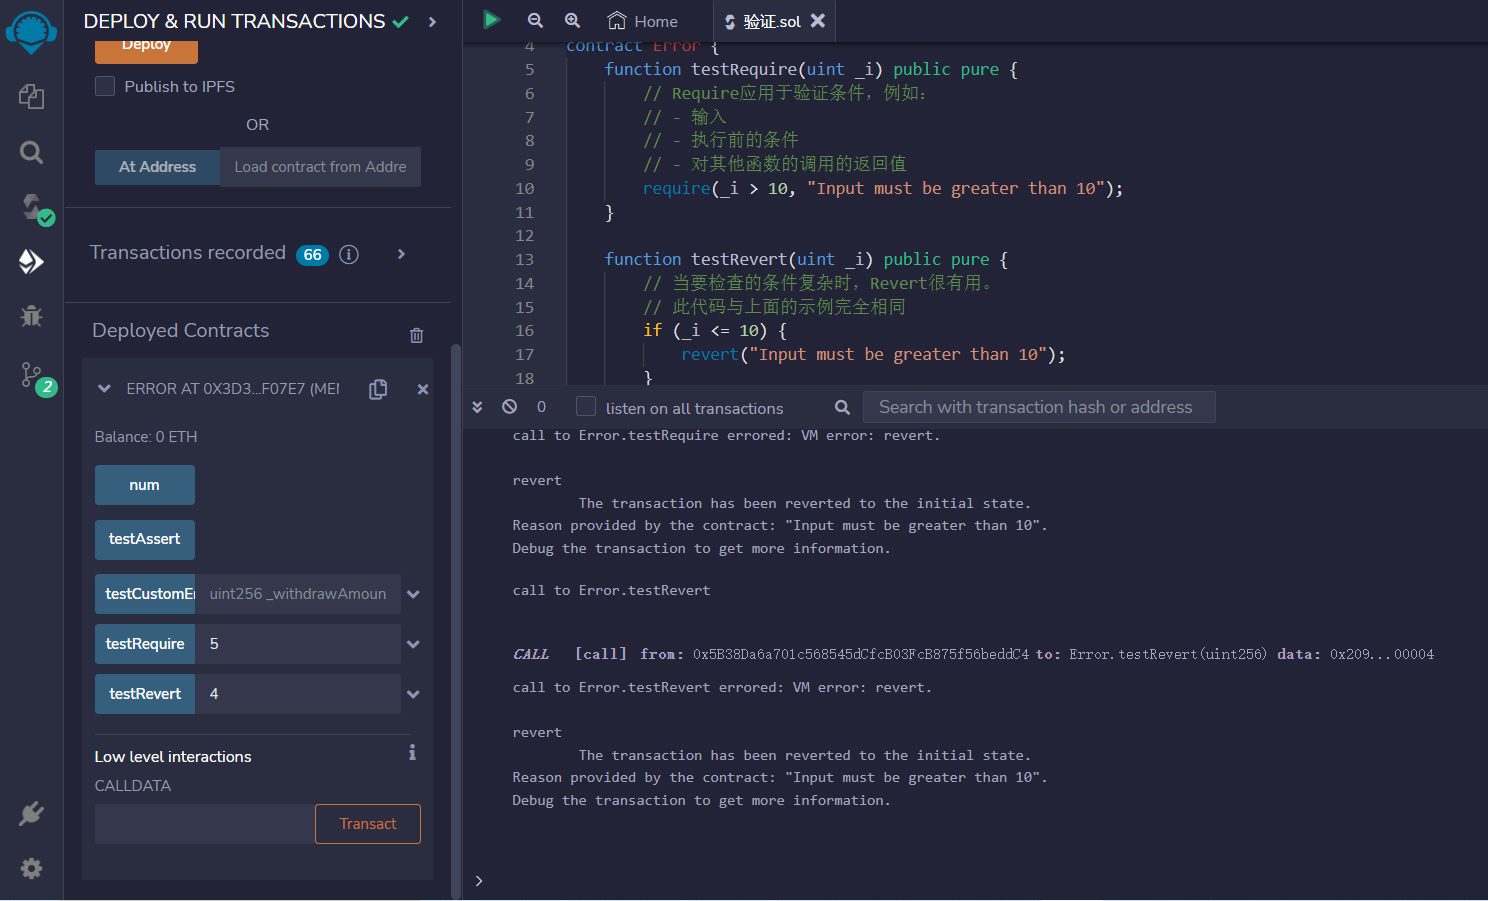 DEPLOY & RUN TRANSACTIONS
Deploy
Publish to IPFS
OR
At Address
Load contract from Addre
Transactions recorded 66
Deployed Contracts
ERROR AT 0X3D3...F07E7 (MEI
Balance: 0 ETH
num
testAssert
testCustomEr uint256 _withdrawAmoun
testRequire 5
testRevert 4
Low level interactions
CALLDATA
Transact
2
Home
验证.sol
4 contract Error {
5 function testRequire(uint _i) public pure {
6 // Require应用于验证条件，例如：
7 // - 输入
8 // - 执行前的条件
9 // - 对其他函数的调用的返回值
10 require(_i > 10, "Input must be greater than 10");
11 }
12
13 function testRevert(uint _i) public pure {
14 // 当要检查的条件复杂时，Revert很有用。
15 // 此代码与上面的示例完全相同
16 if (_i <= 10) {
17 revert("Input must be greater than 10");
18 }
0
listen on all transactions
Search with transaction hash or address
call to Error.testRequire errored: VM error: revert.
revert
The transaction has been reverted to the initial state.
Reason provided by the contract: "Input must be greater than 10".
Debug the transaction to get more information.
call to Error.testRevert
CALL [call] from: 0x5B38Da6a701c568545dCfcB03FcB875f56beddC4 to: Error.testRevert(uint256) data: 0x209...00004
call to Error.testRevert errored: VM error: revert.
revert
The transaction has been reverted to the initial state.
Reason provided by the contract: "Input must be greater than 10".
Debug the transaction to get more information.
>